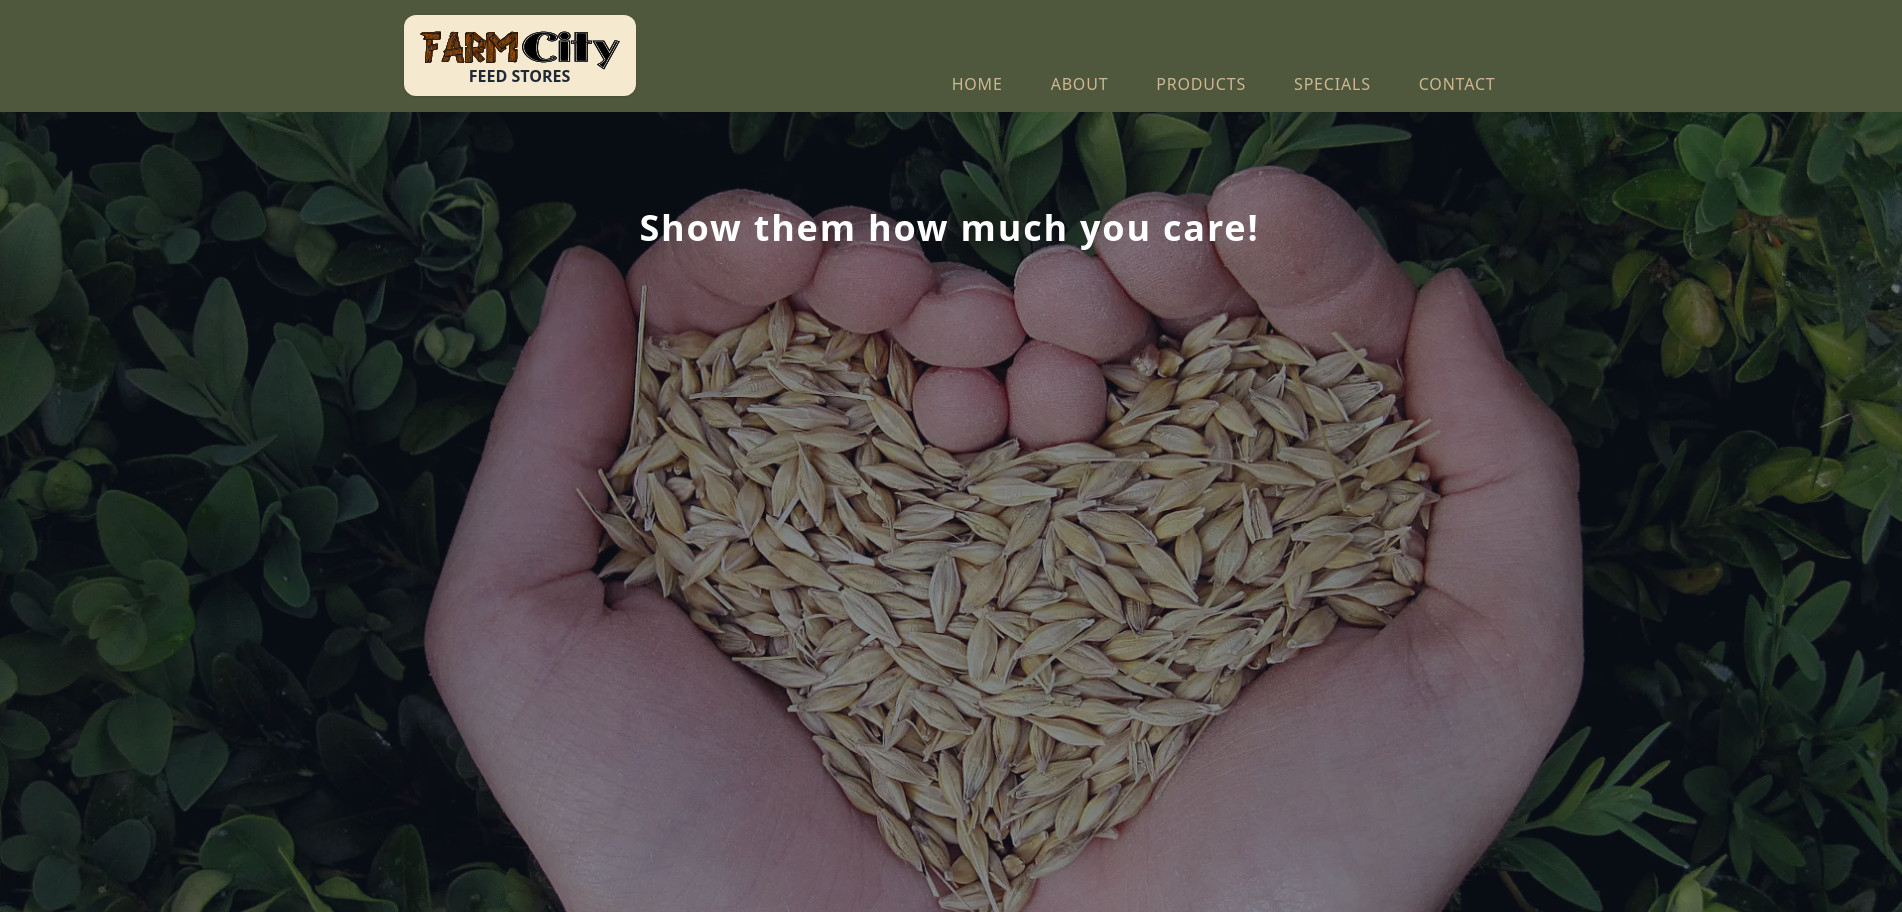 FARM City
FEED STORES
HOME ABOUT PRODUCTS SPECIALS CONTACT
Show them how much you care!